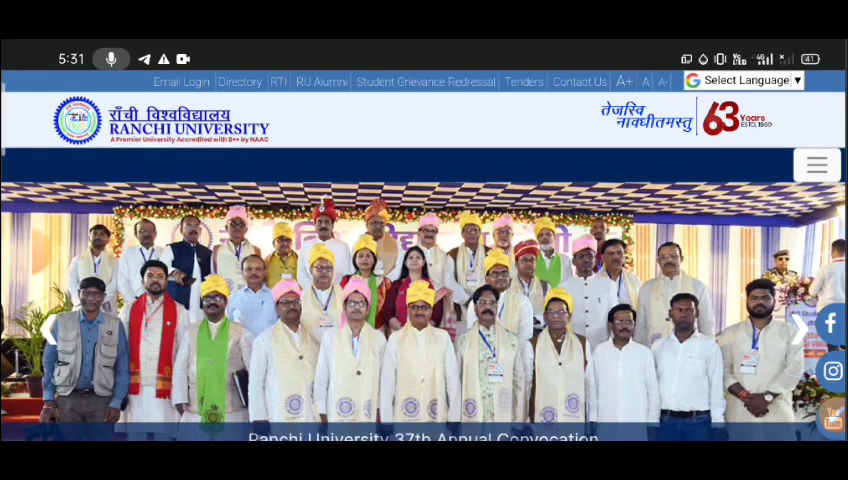 5:31
41
Email Login Directory RTI RU Alumni Student Grievance Redressal Tenders Contact Us A+ A A-
G Select Language ▼
राँची विश्वविद्यालय
RANCHI UNIVERSITY
A Premier University Accredited with B++ by NAAC
तेजस्वि
नावधीतमस्तु
63 Years
ESTD. 1960
Ranchi University 37th Annual Convocation